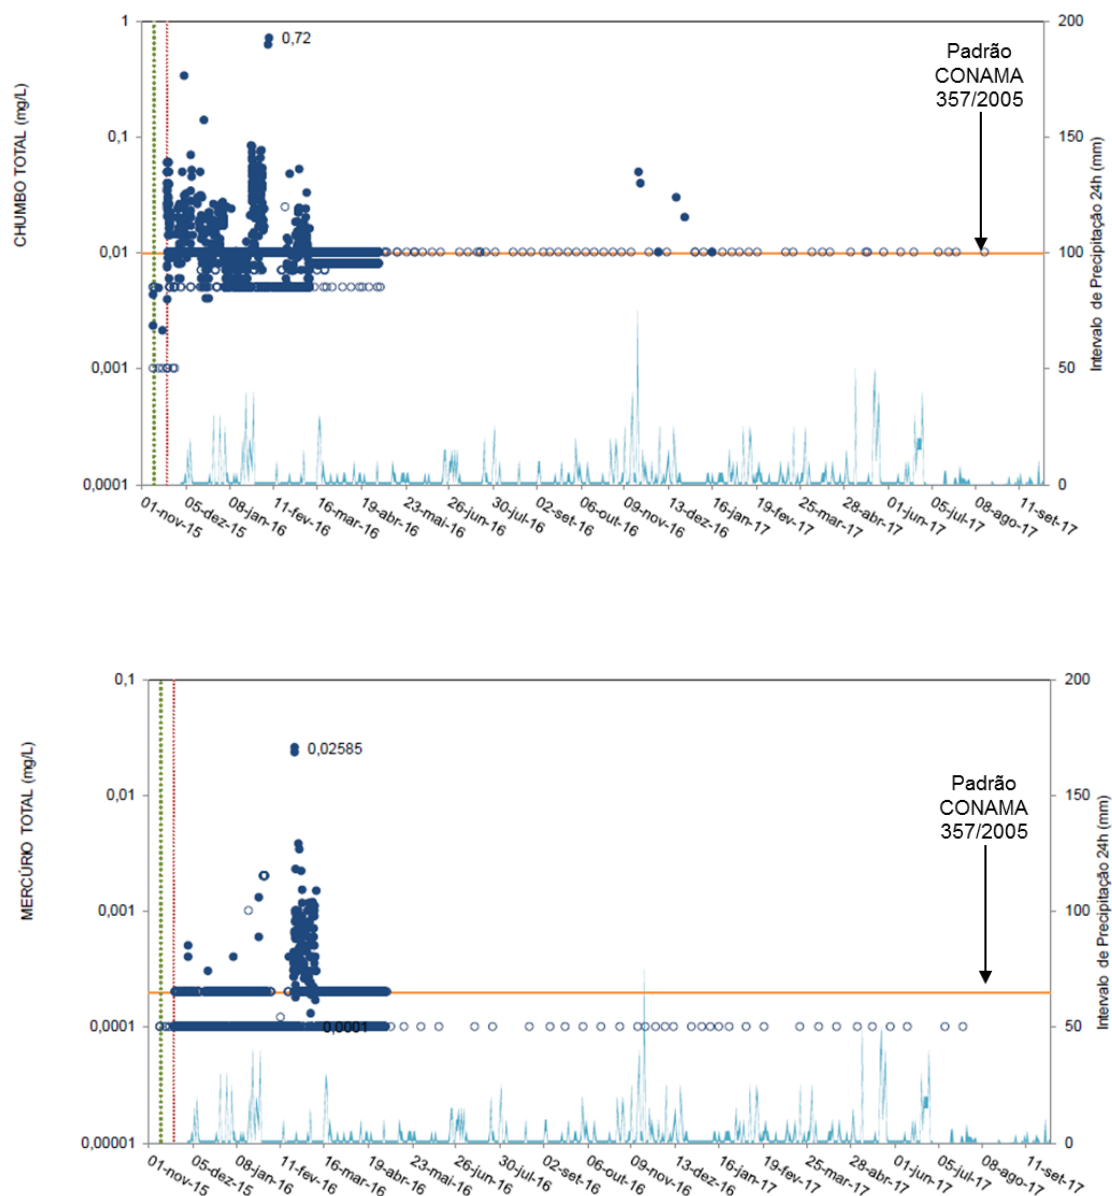 CHUMBO TOTAL (mg/L)
1
0,1
0,01
0,001
0,0001
0,72
Padrão
CONAMA
357/2005
200
150
100
50
0
Intervalo de Precipitação 24h (mm)
01-nov-15
05-dez-15
08-jan-16
11-fev-16
16-mar-16
19-abr-16
23-mai-16
26-jun-16
30-jul-16
02-set-16
06-out-16
09-nov-16
13-dez-16
16-jan-17
19-fev-17
25-mar-17
28-abr-17
01-jun-17
05-jul-17
08-ago-17
11-set-17
MERCÚRIO TOTAL (mg/L)
0,1
0,01
0,001
0,0001
0,00001
0,02585
0,0001
Padrão
CONAMA
357/2005
200
150
100
50
0
Intervalo de Precipitação 24h (mm)
01-nov-15
05-dez-15
08-jan-16
11-fev-16
16-mar-16
19-abr-16
23-mai-16
26-jun-16
30-jul-16
02-set-16
06-out-16
09-nov-16
13-dez-16
16-jan-17
19-fev-17
25-mar-17
28-abr-17
01-jun-17
05-jul-17
08-ago-17
11-set-17